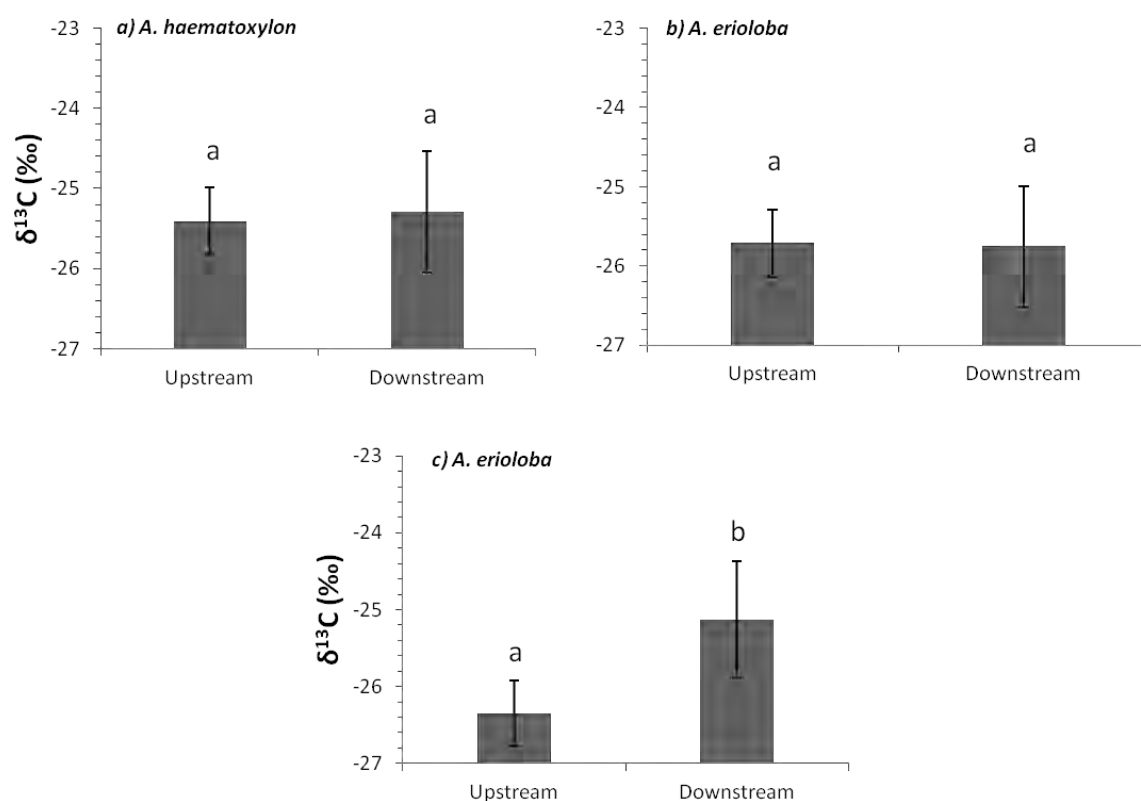 a) A. haematoxylon
-23
-24
-25
-26
-27
δ¹³C (‰)
a
a
Upstream
Downstream
b) A. erioloba
-23
-24
-25
-26
-27
a
a
Upstream
Downstream
c) A. erioloba
-23
-24
-25
-26
-27
δ¹³C (‰)
a
b
Upstream
Downstream